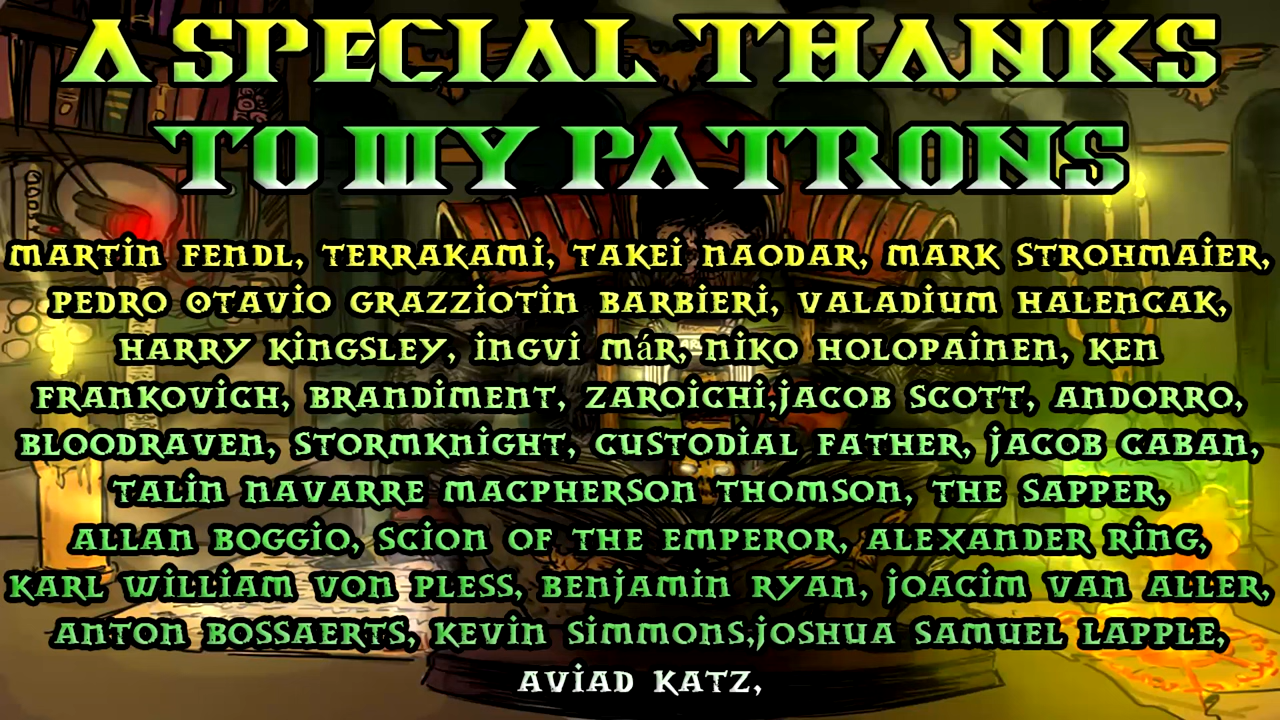 A SPECIAL THANKS
TO MY PATRONS
MARTIN FENDL, TERRAKAMI, TAKEI NAODAR, MARK STROHMAIER,
PEDRO OTAVIO GRAZZIOTIN BARBIERI, VALADIUM HALENCAK,
HARRY KINGSLEY, INGVI MáR, NIKO HOLOPAINEN, KEN
FRANKOVICH, BRANDIMENT, ZAROICHI,JACOB SCOTT, ANDORRO,
BLOODRAVEN, STORMKNIGHT, CUSTODIAL FATHER, JACOB CABAN,
TALIN NAVARRE MACPHERSON THOMSON, THE SAPPER,
ALLAN BOGGIO, SCION OF THE EMPEROR, ALEXANDER RING,
KARL WILLIAM VON PLESS, BENJAMIN RYAN, JOACIM VAN ALLER,
ANTON BOSSAERTS, KEVIN SIMMONS,JOSHUA SAMUEL LAPPLE,
AVIAD KATZ,